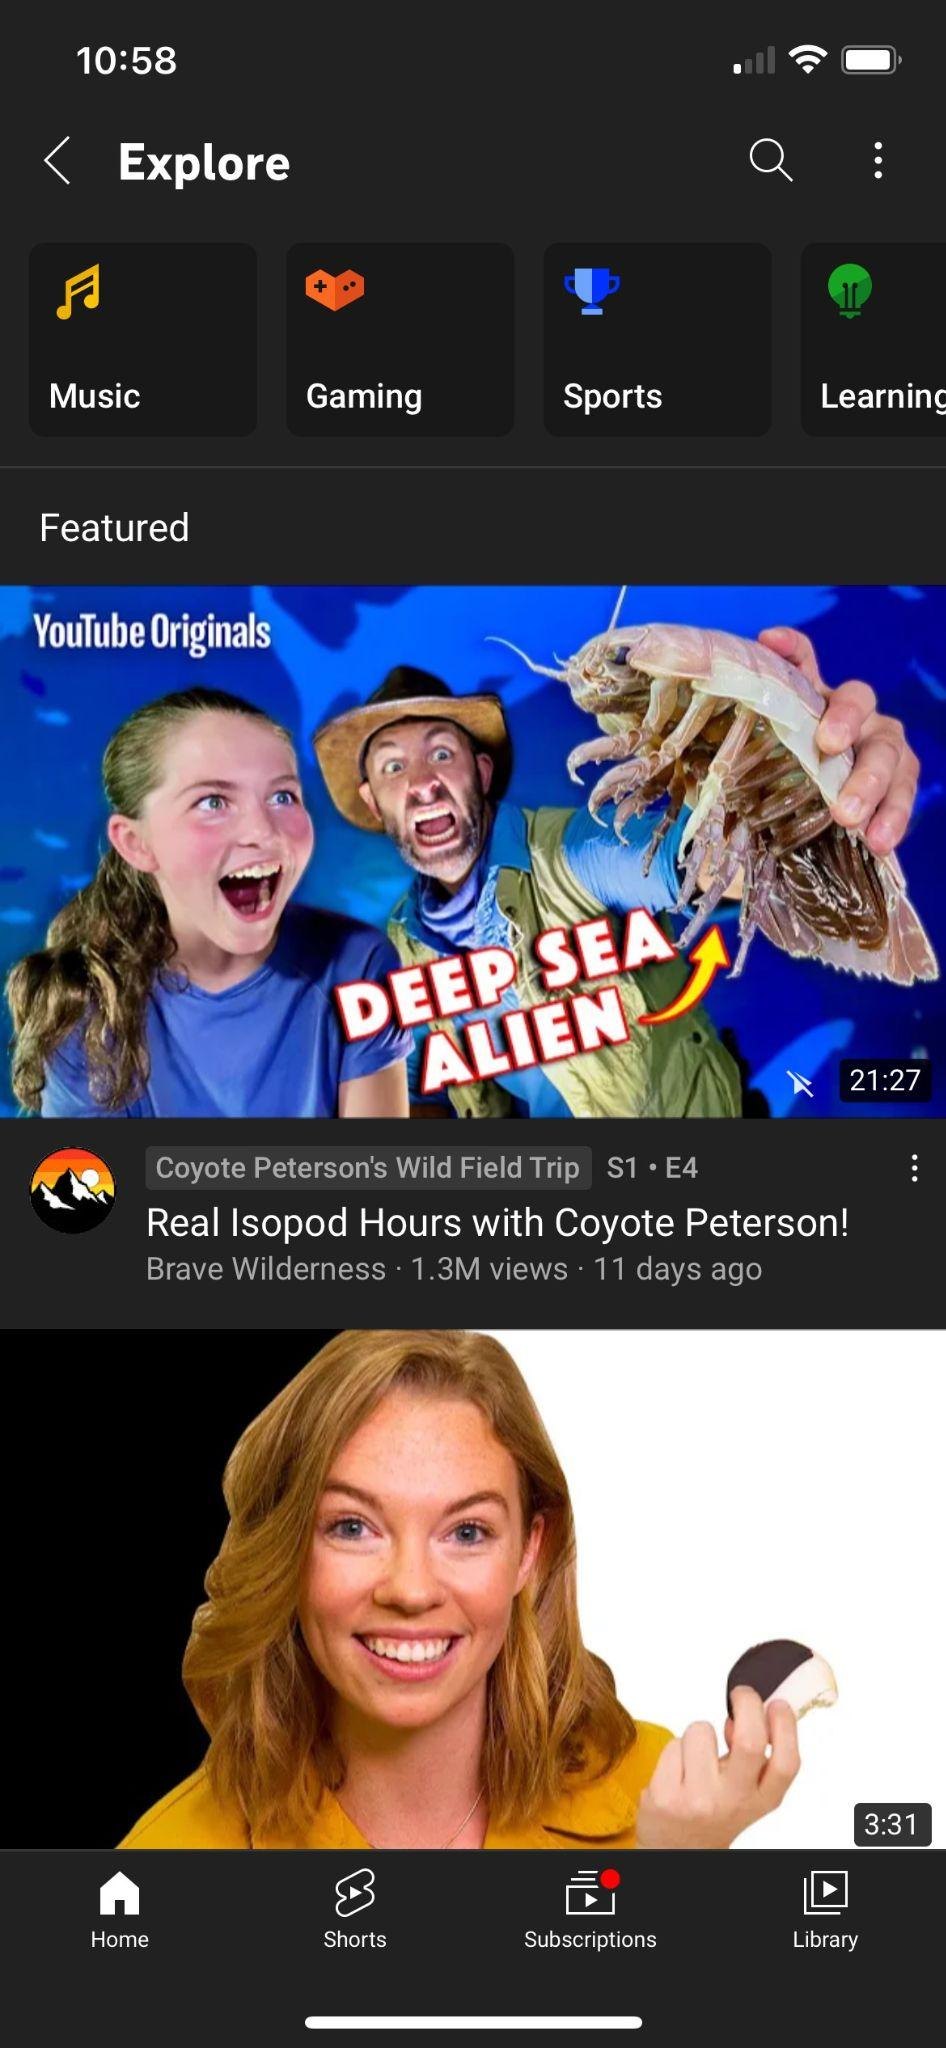 10:58
Explore
Music
Gaming
Sports
Learning
Featured
YouTube Originals
DEEP SEA
ALIEN
21:27
Coyote Peterson's Wild Field Trip S1 • E4
Real Isopod Hours with Coyote Peterson!
Brave Wilderness · 1.3M views · 11 days ago
3:31
Home
Shorts
Subscriptions
Library